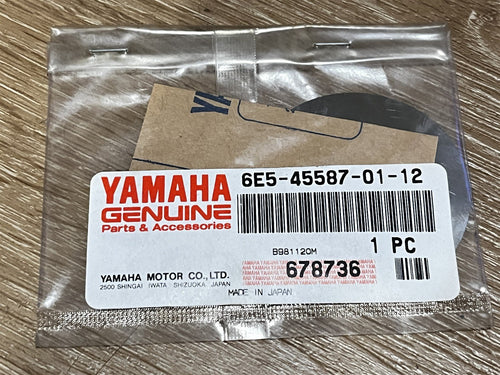 YAMAHA
GENUINE
Parts & Accessories
6E5-45587-01-12
B981120M
1 PC
678736
YAMAHA MOTOR CO., LTD.
2500 SHINGAI IWATA SHIZUOKA JAPAN
MADE IN JAPAN